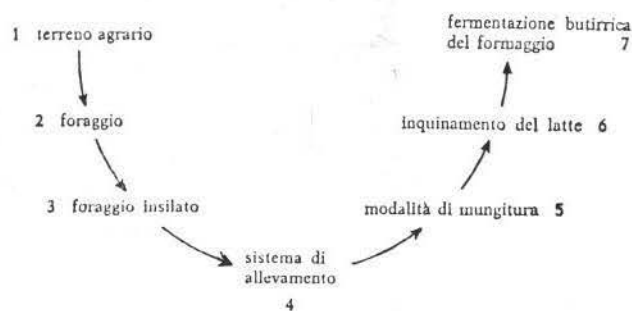 1 terreno agrario
2 foraggio
3 foraggio insilato
sistema di
allevamento
4
modalità di mungitura 5
inquinamento del latte 6
fermentazione butirrica
del formaggio 7